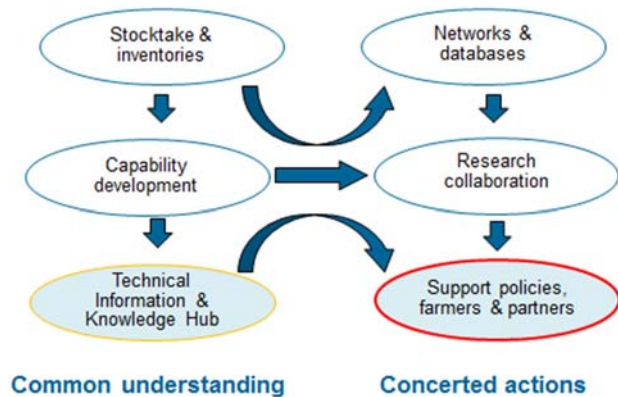 Stocktake &
inventories
Networks &
databases
Capability
development
Research
collaboration
Technical
Information &
Knowledge Hub
Support policies,
farmers & partners
Common understanding
Concerted actions